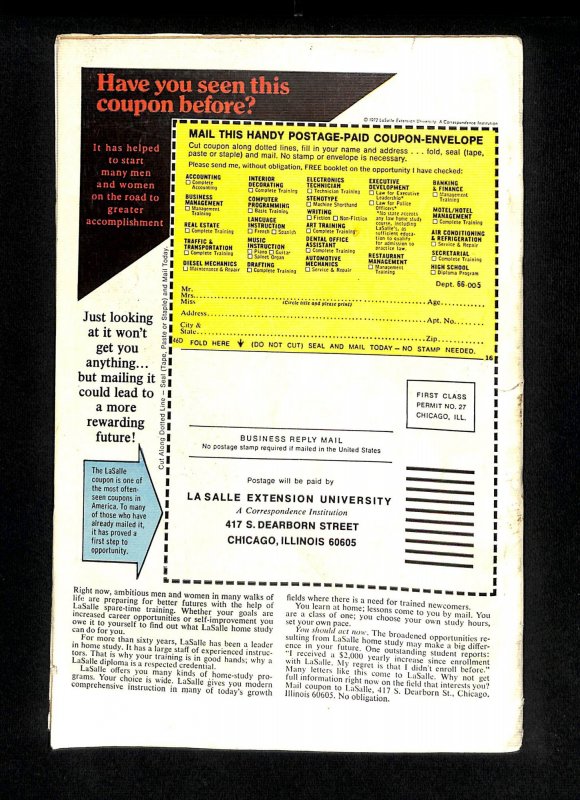 Have you seen this
coupon before?
© 1972 LaSalle Extension University A Correspondence Institution
It has helped
to start
many men
and women
on the road to
greater
accomplishment
MAIL THIS HANDY POSTAGE-PAID COUPON-ENVELOPE
Cut coupon along dotted lines, fill in your name and address . . . fold, seal (tape,
paste or staple) and mail. No stamp or envelope is necessary.
Please send me, without obligation, FREE booklet on the opportunity I have checked:
ACCOUNTING
Complete
Accounting
BUSINESS
MANAGEMENT
Management
Training
REAL ESTATE
Complete Training
TRAFFIC &
TRANSPORTATION
Complete Training
DIESEL MECHANICS
Maintenance & Repair
INTERIOR
DECORATING
Complete Training
COMPUTER
PROGRAMMING
Basic Training
LANGUAGE
INSTRUCTION
French Spanish
MUSIC
INSTRUCTION
Piano Guitar
Select Organ
DRAFTING
Complete Training
ELECTRONICS
TECHNICIAN
Technician Training
STENOTYPE
Machine Shorthand
WRITING
Fiction Non-Fiction
ART TRAINING
Complete Training
DENTAL OFFICE
ASSISTANT
Complete Training
AUTOMOTIVE
MECHANICS
Service & Repair
EXECUTIVE
DEVELOPMENT
Law for Executive
Leadership*
Law for Police
Officers*
*No state accepts
any law home study
course, including
LaSalle's, as
sufficient educa-
tion to qualify
for admission to
practice law.
RESTAURANT
MANAGEMENT
Management
Training
BANKING
& FINANCE
Management
Training
MOTEL/HOTEL
MANAGEMENT
Complete Training
AIR CONDITIONING
& REFRIGERATION
Service & Repair
SECRETARIAL
Complete Training
HIGH SCHOOL
Diploma Program
Dept. 66-005
Mr.
Mrs.
Miss
(Circle title and please print)
Age
Address
Apt. No.
City &
State
Zip
46D FOLD HERE (DO NOT CUT) SEAL AND MAIL TODAY – NO STAMP NEEDED. 16
Cut Along Dotted Line – Seal (Tape, Paste or Staple) and Mail Today.
Just looking
at it won't
get you
anything...
but mailing it
could lead to
a more
rewarding
future!
FIRST CLASS
PERMIT NO. 27
CHICAGO, ILL.
BUSINESS REPLY MAIL
No postage stamp required if mailed in the United States
Postage will be paid by
LA SALLE EXTENSION UNIVERSITY
A Correspondence Institution
417 S. DEARBORN STREET
CHICAGO, ILLINOIS 60605
The LaSalle
coupon is one of
the most often-
seen coupons in
America. To many
of those who have
already mailed it,
it has proved a
first step to
opportunity.
Right now, ambitious men and women in many walks of
life are preparing for better futures with the help of
LaSalle spare-time training. Whether your goals are
increased career opportunities or self-improvement you
owe it to yourself to find out what LaSalle home study
can do for you.
For more than sixty years, LaSalle has been a leader
in home study. It has a large staff of experienced instruc-
tors. That is why your training is in good hands; why a
LaSalle diploma is a respected credential.
LaSalle offers you many kinds of home-study pro-
grams. Your choice is wide. LaSalle gives you modern
comprehensive instruction in many of today's growth
fields where there is a need for trained newcomers.
You learn at home; lessons come to you by mail. You
are a class of one; you choose your own study hours,
set your own pace.
You should act now. The broadened opportunities re-
sulting from LaSalle home study may make a big differ-
ence in your future. One outstanding student reports:
"I received a $2,000 yearly increase since enrollment
with LaSalle. My regret is that I didn't enroll before."
Many letters like this come to LaSalle. Why not get
full information right now on the field that interests you?
Mail coupon to LaSalle, 417 S. Dearborn St., Chicago,
Illinois 60605. No obligation.